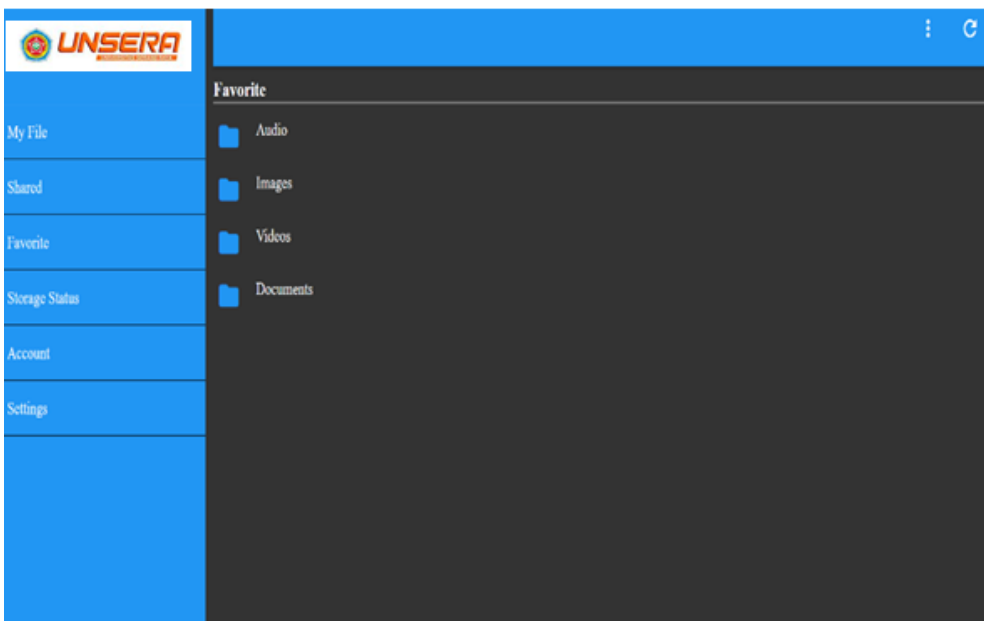 UNSERA
My File
Shared
Favorite
Storage Status
Account
Settings
Favorite
Audio
Images
Videos
Documents